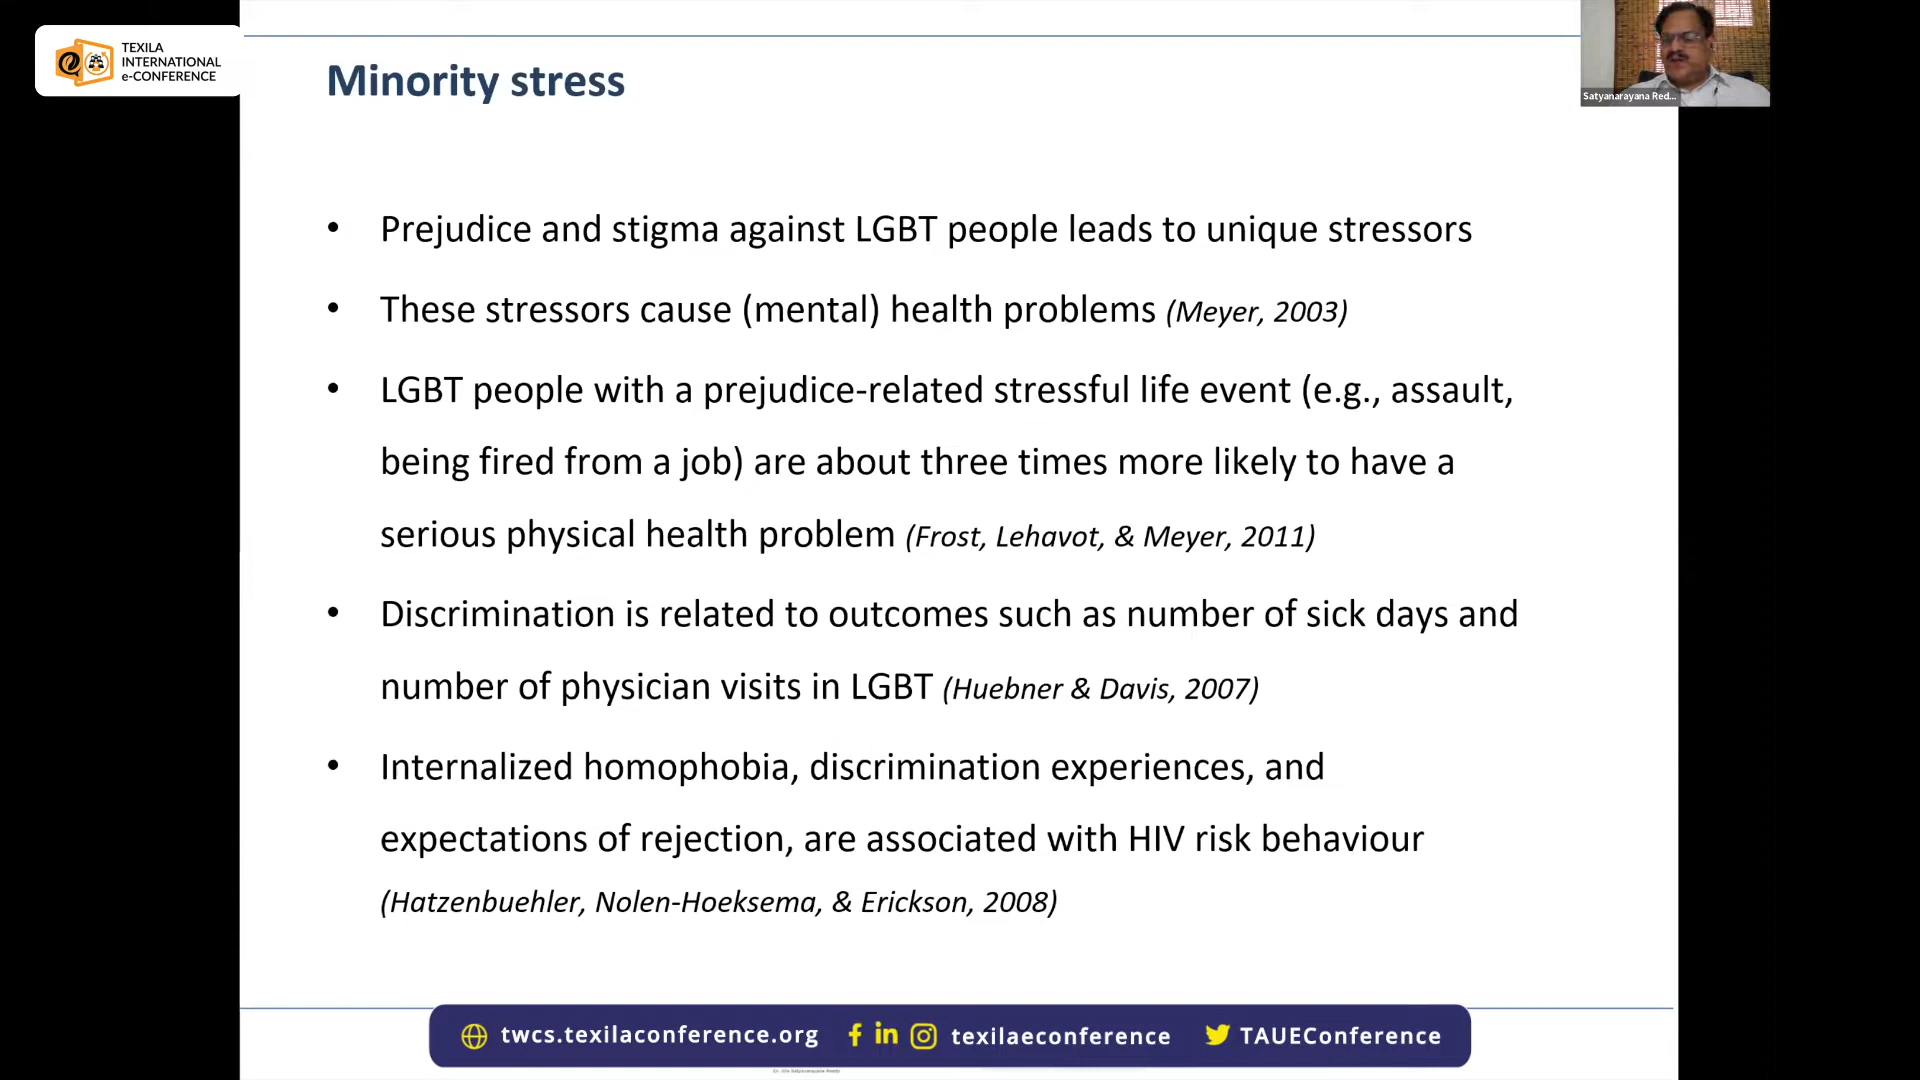 TEXILA
INTERNATIONAL
e-CONFERENCE
Minority stress
Satyanarayana Red...
• Prejudice and stigma against LGBT people leads to unique stressors
• These stressors cause (mental) health problems (Meyer, 2003)
• LGBT people with a prejudice-related stressful life event (e.g., assault,
being fired from a job) are about three times more likely to have a
serious physical health problem (Frost, Lehavot, & Meyer, 2011)
• Discrimination is related to outcomes such as number of sick days and
number of physician visits in LGBT (Huebner & Davis, 2007)
• Internalized homophobia, discrimination experiences, and
expectations of rejection, are associated with HIV risk behaviour
(Hatzenbuehler, Nolen-Hoeksema, & Erickson, 2008)
twcs.texilaconference.org texilaeconference TAUEConference